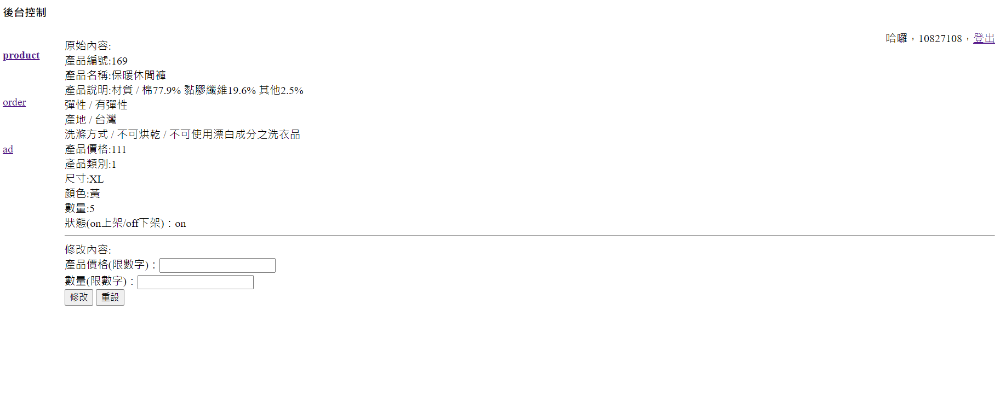 後台控制
哈囉，10827108，登出
product
order
ad
原始內容:
產品編號:169
產品名稱:保暖休閒褲
產品說明:材質 / 棉77.9% 黏膠纖維19.6% 其他2.5%
彈性 / 有彈性
產地 / 台灣
洗滌方式 / 不可烘乾 / 不可使用漂白成分之洗衣品
產品價格:111
產品類別:1
尺寸:XL
顏色:黃
數量:5
狀態(on上架/off下架)：on
修改內容:
產品價格(限數字)：
數量(限數字)：
修改 重設